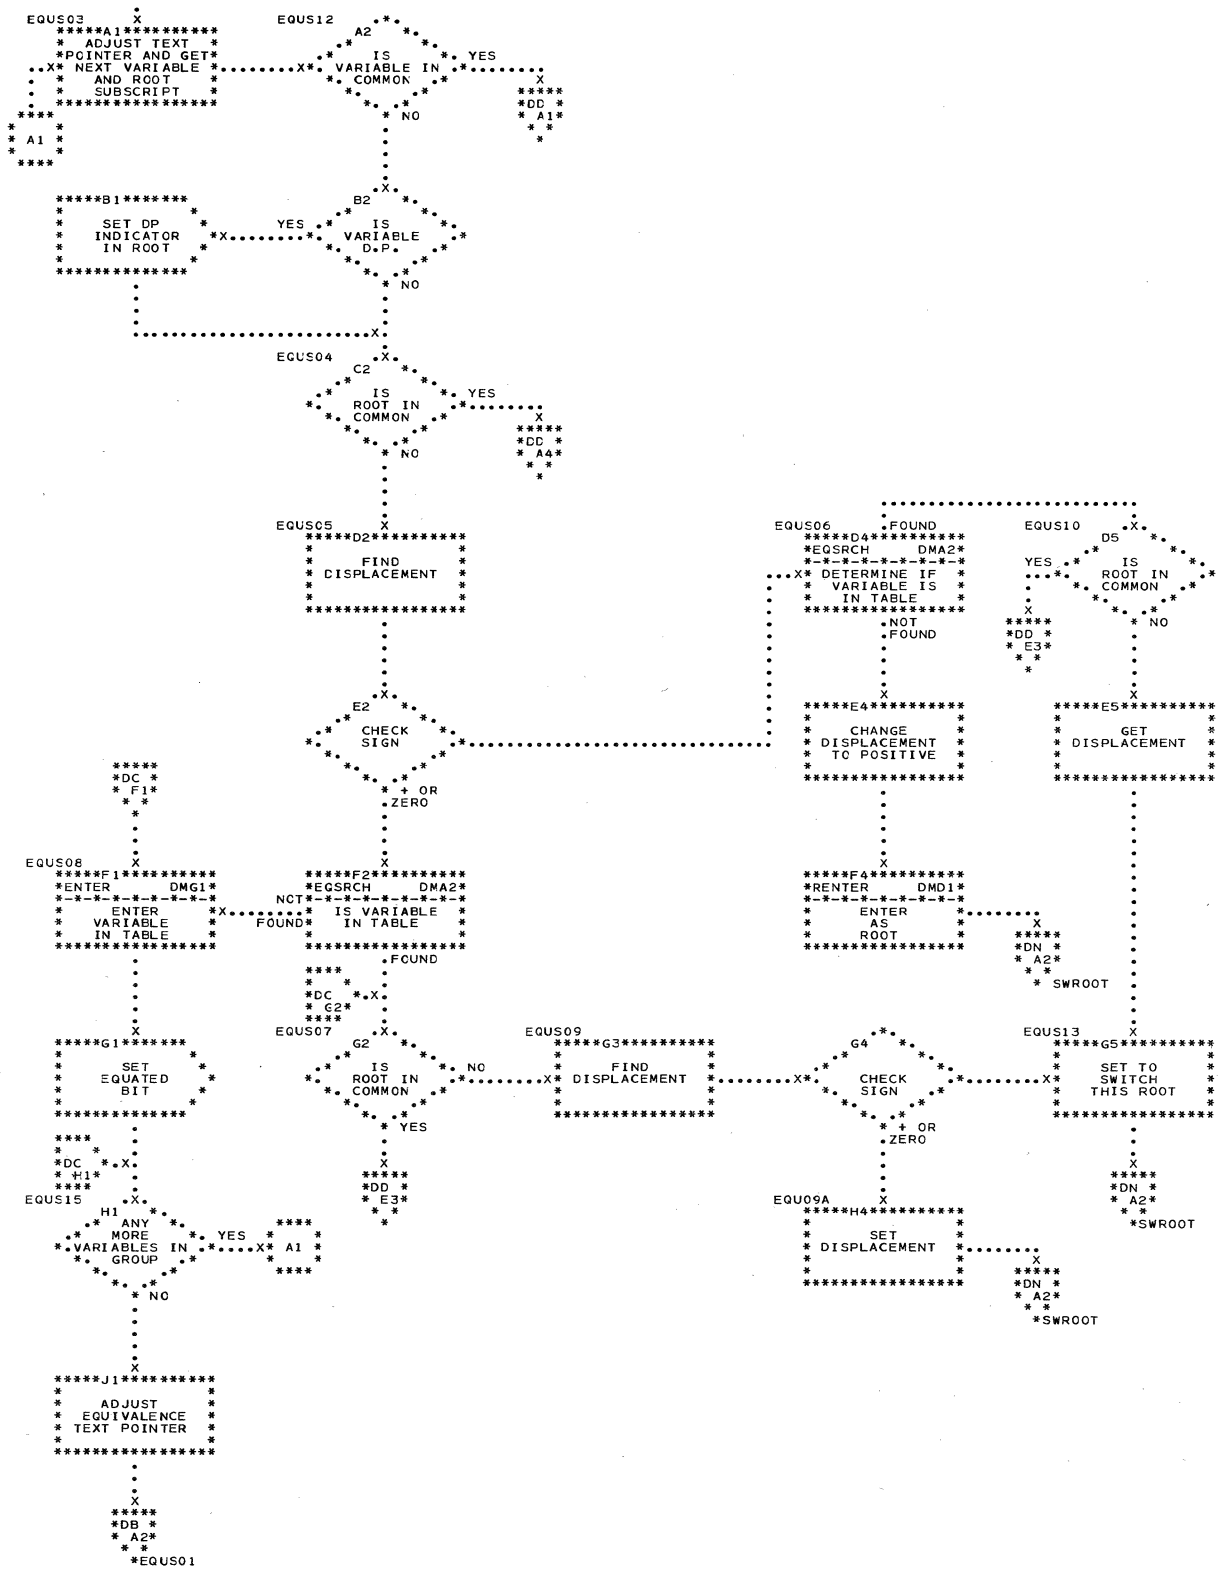 EQUS03
A1
ADJUST TEXT
POINTER AND GET
NEXT VARIABLE
AND ROOT
SUBSCRIPT
A1
EQUS12
A2
IS
VARIABLE IN
COMMON
YES
DD
A1
NO
B1
SET DP
INDICATOR
IN ROOT
YES
B2
IS
VARIABLE
D.P.
NO
EQUS04
C2
IS
ROOT IN
COMMON
YES
DD
A4
NO
EQUS05
D2
FIND
DISPLACEMENT
EQUS06
FOUND
D4
EQSRCH DMA2
DETERMINE IF
VARIABLE IS
IN TABLE
NOT
FOUND
EQUS10
D5
YES
IS
ROOT IN
COMMON
DD
E3
NO
E2
CHECK
SIGN
+ OR
ZERO
E4
CHANGE
DISPLACEMENT
TO POSITIVE
E5
GET
DISPLACEMENT
DC
F1
EQUS08
F1
ENTER DMG1
ENTER
VARIABLE
IN TABLE
NOT
FOUND
F2
EQSRCH DMA2
IS VARIABLE
IN TABLE
FOUND
F4
RENTER DMD1
ENTER
AS
ROOT
DN
A2
SWROOT
DC
G2
G1
SET
EQUATED
BIT
EQUS07
G2
IS
ROOT IN
COMMON
NO
YES
DD
E3
EQUS09
G3
FIND
DISPLACEMENT
G4
CHECK
SIGN
+ OR
ZERO
EQUS13
G5
SET TO
SWITCH
THIS ROOT
DN
A2
SWROOT
DC
H1
EQUS15
H1
ANY
MORE
VARIABLES IN
GROUP
YES
A1
NO
EQU09A
H4
SET
DISPLACEMENT
DN
A2
SWROOT
J1
ADJUST
EQUIVALENCE
TEXT POINTER
DB
A2
EQUS01